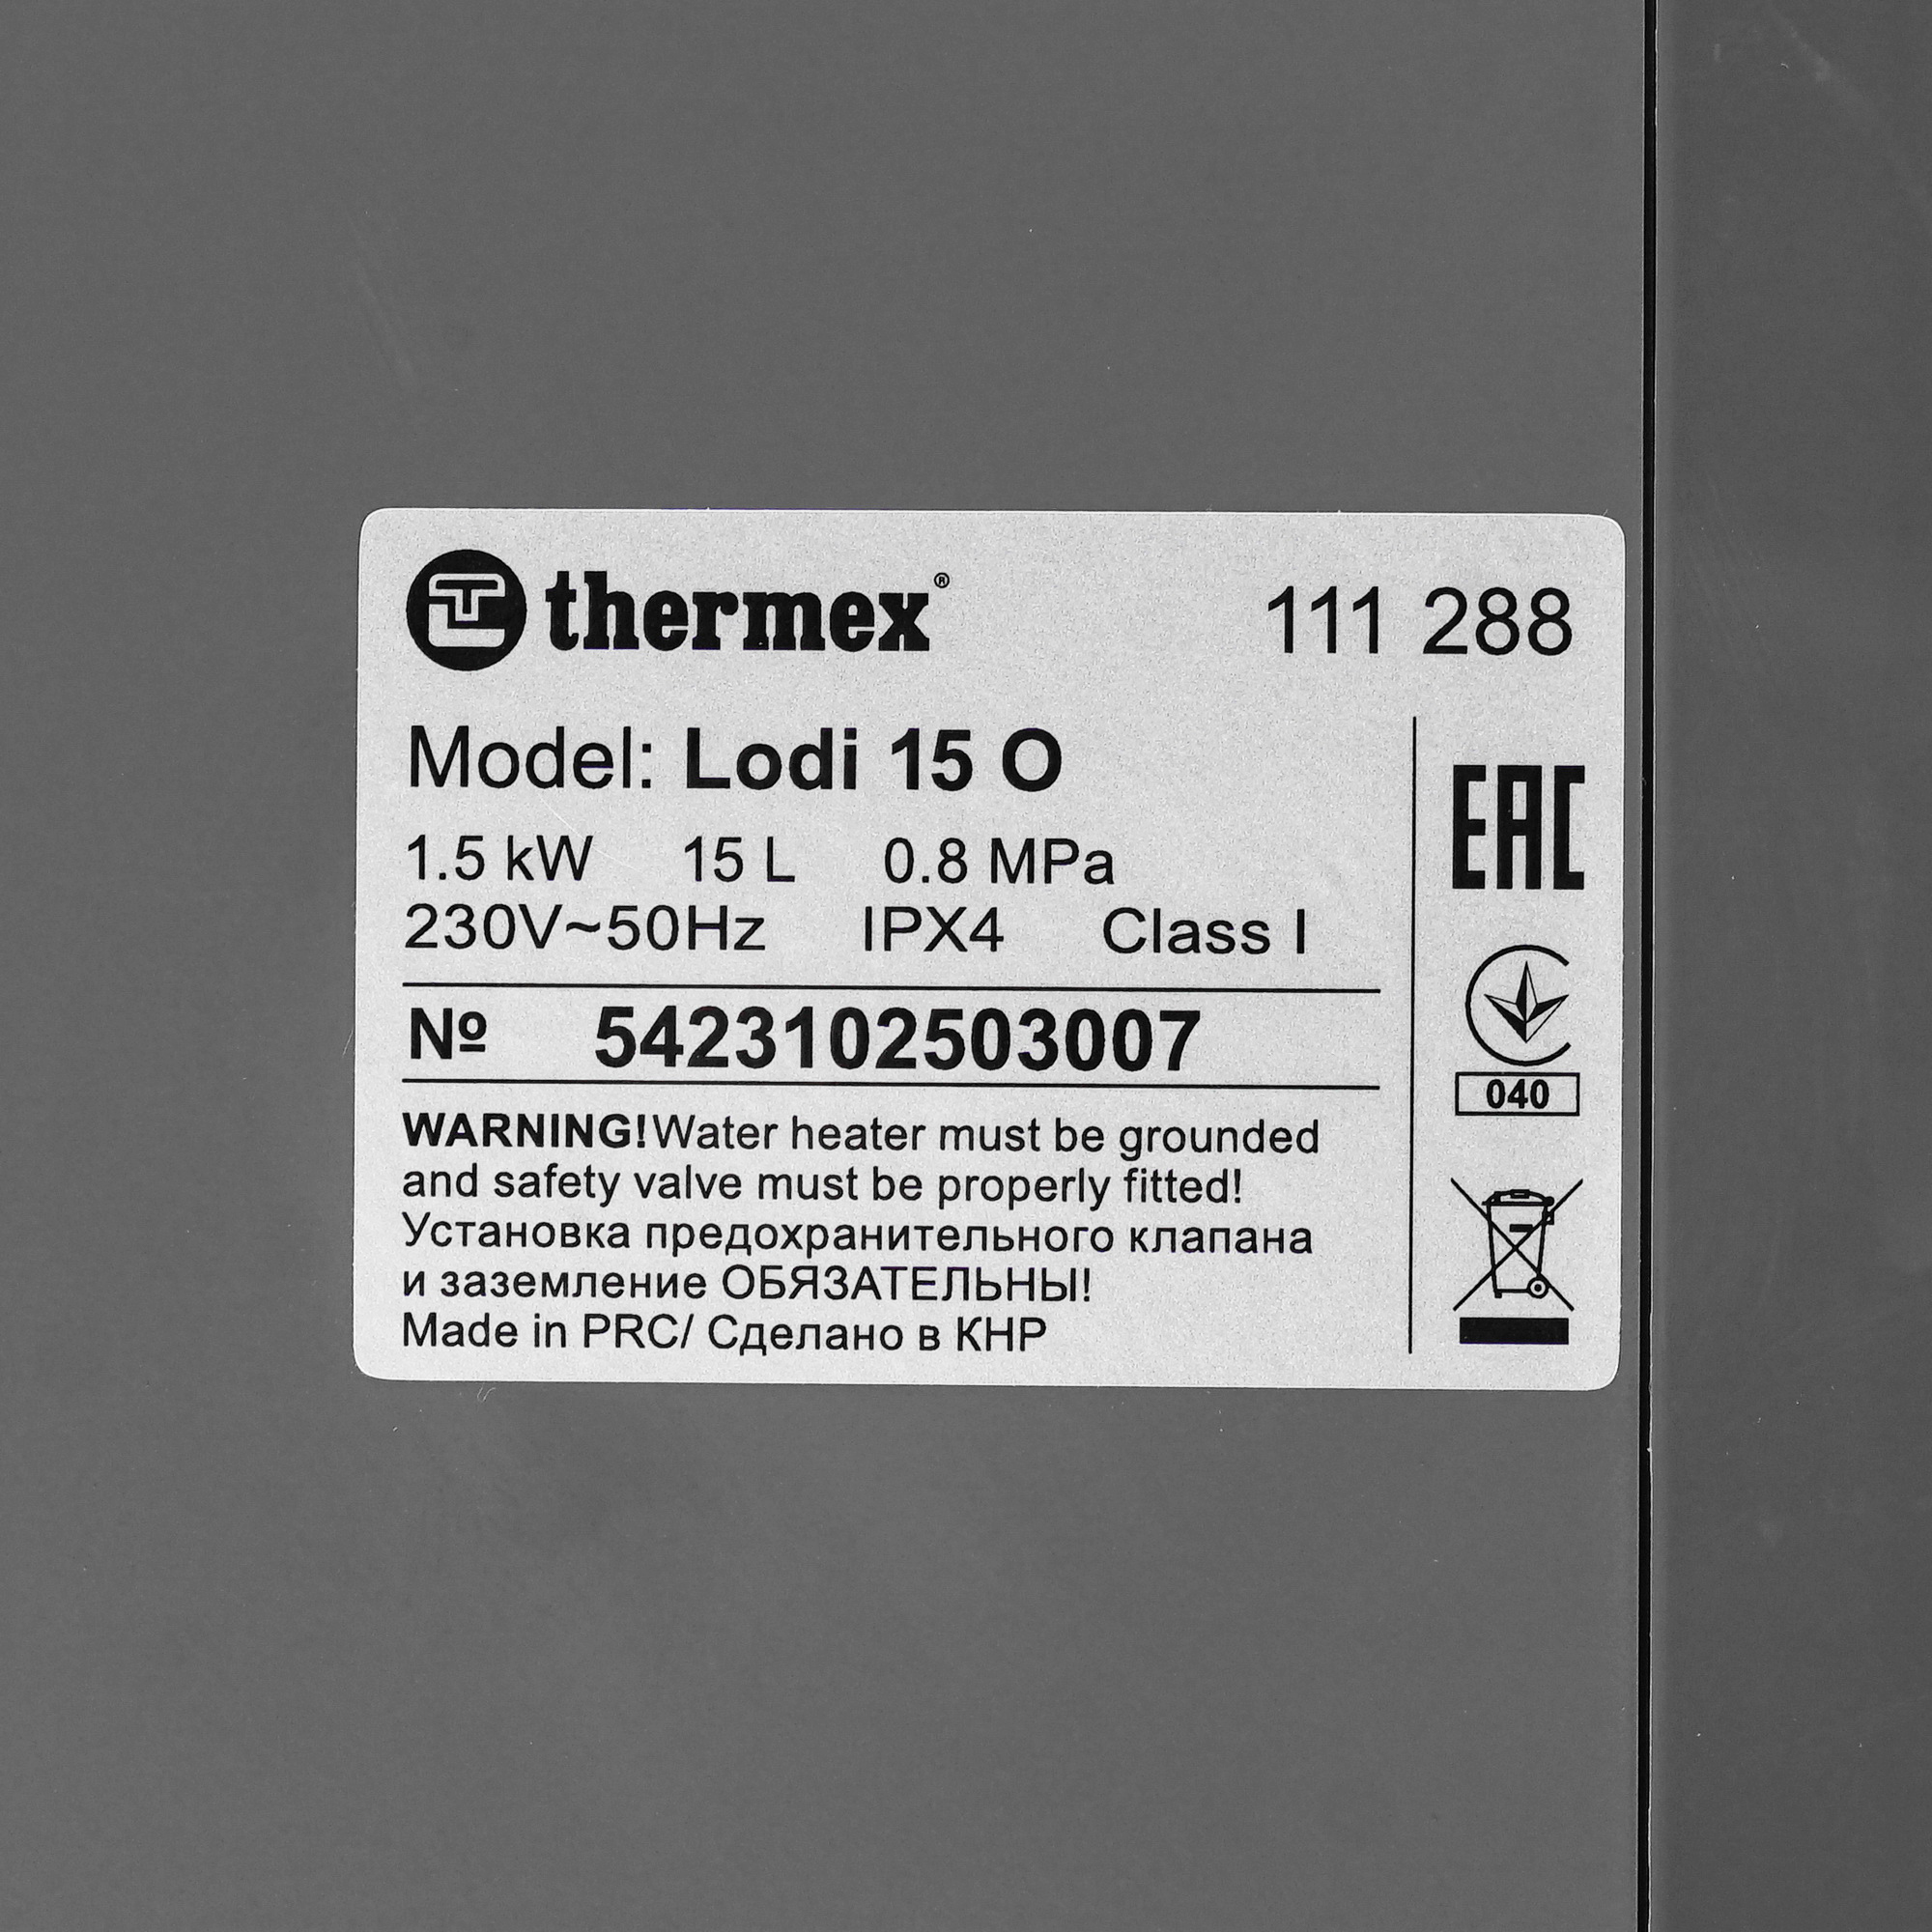 thermex® 111 288
Model: Lodi 15 O
1.5 kW 15 L 0.8 MPa
230V~50Hz IPX4 Class I
№ 5423102503007
WARNING! Water heater must be grounded
and safety valve must be properly fitted!
Установка предохранительного клапана
и заземление ОБЯЗАТЕЛЬНЫ!
Made in PRC/ Сделано в КНР
EAC
040